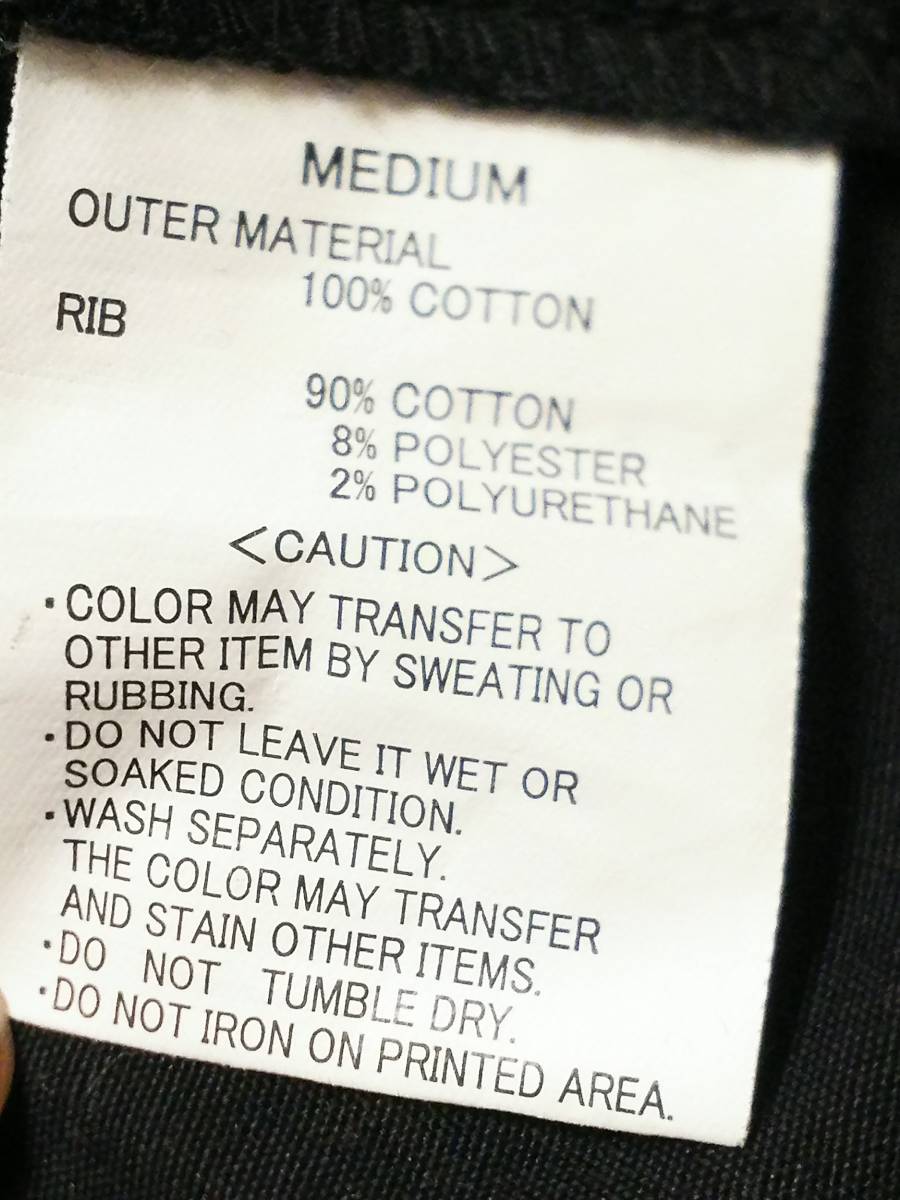 MEDIUM
OUTER MATERIAL
100% COTTON
RIB
90% COTTON
8% POLYESTER
2% POLYURETHANE
<CAUTION>
・COLOR MAY TRANSFER TO
OTHER ITEM BY SWEATING OR
RUBBING.
・DO NOT LEAVE IT WET OR
SOAKED CONDITION.
・WASH SEPARATELY.
THE COLOR MAY TRANSFER
AND STAIN OTHER ITEMS.
・DO NOT TUMBLE DRY.
・DO NOT IRON ON PRINTED AREA.